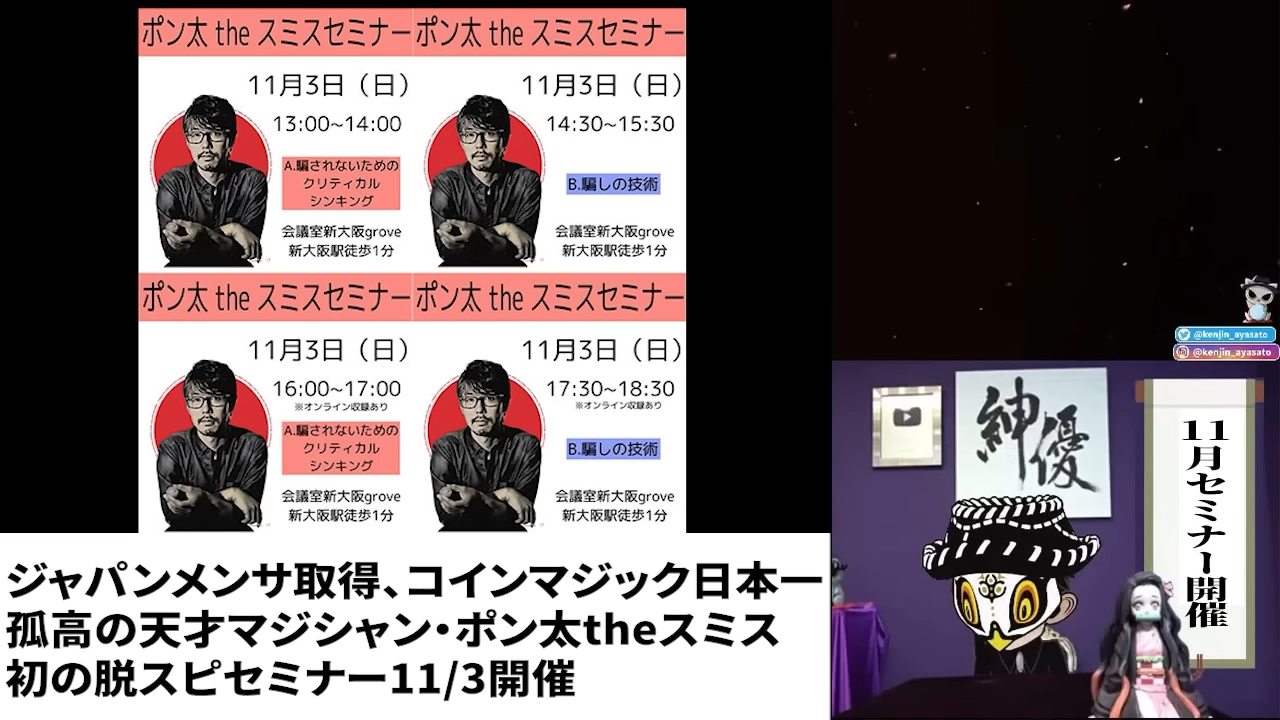 ポン太 the スミスセミナー
11月3日（日）
13:00~14:00
A.騙されないための
クリティカル
シンキング
会議室新大阪grove
新大阪駅徒歩1分
ポン太 the スミスセミナー
11月3日（日）
14:30~15:30
B.騙しの技術
会議室新大阪grove
新大阪駅徒歩1分
ポン太 the スミスセミナー
11月3日（日）
16:00~17:00
※オンライン収録あり
A.騙されないための
クリティカル
シンキング
会議室新大阪grove
新大阪駅徒歩1分
ポン太 the スミスセミナー
11月3日（日）
17:30~18:30
※オンライン収録あり
B.騙しの技術
会議室新大阪grove
新大阪駅徒歩1分
ジャパンメンサ取得、コインマジック日本一
孤高の天才マジシャン・ポン太theスミス
初の脱スピセミナー11/3開催
@kenjin_ayasato
@kenjin_ayasato
紳優
11月セミナー開催